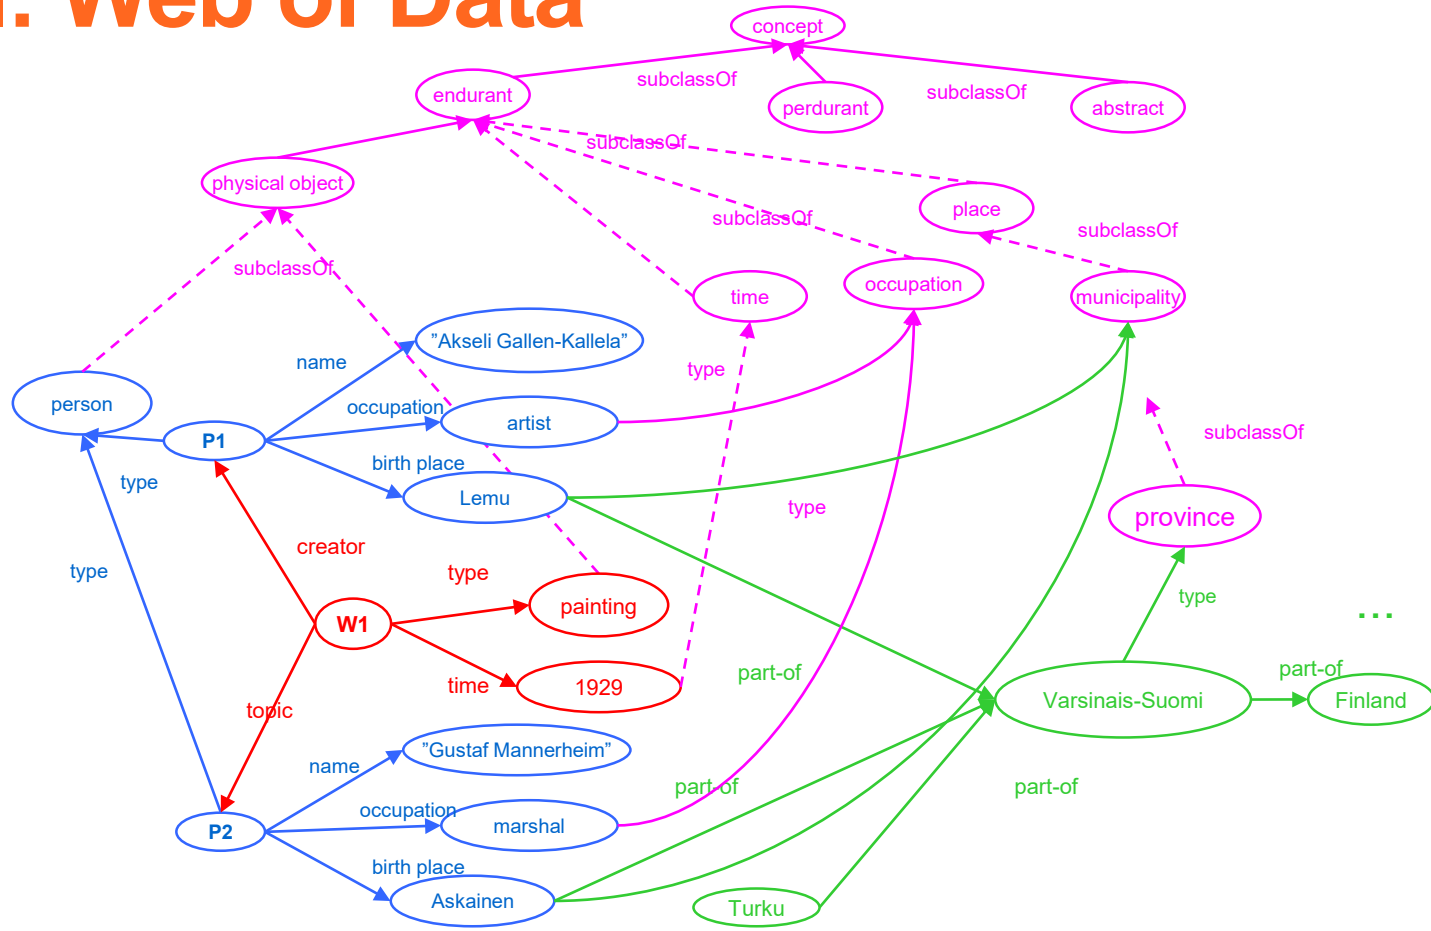 . Web of Data
concept
subclassOf
endurant
perdurant
subclassOf
abstract
subclassOf
physical object
place
subclassOf
subclassOf
subclassOf
time
occupation
municipality
"Akseli Gallen-Kallela"
name
type
person
occupation
artist
P1
subclassOf
birth place
type
Lemu
type
province
creator
type
type
type
painting
W1
...
part-of
part-of
time
1929
Varsinais-Suomi
Finland
topic
"Gustaf Mannerheim"
name
part-of
part-of
occupation
marshal
P2
birth place
Askainen
Turku